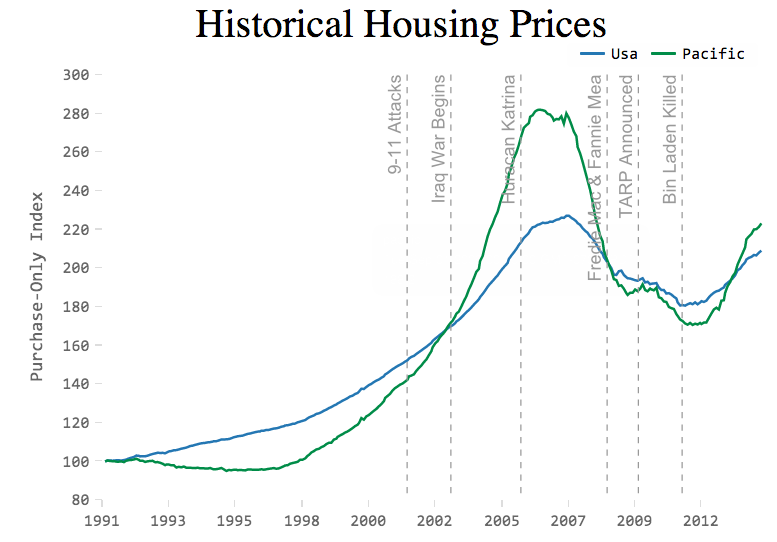 Historical Housing Prices
Usa
Pacific
Purchase-Only Index
300
280
260
240
220
200
180
160
140
120
100
80
9-11 Attacks
Iraq War Begins
Huracan Katrina
Fredie Mac & Fannie Mea
TARP Announced
Bin Laden Killed
1991
1993
1995
1998
2000
2002
2005
2007
2009
2012